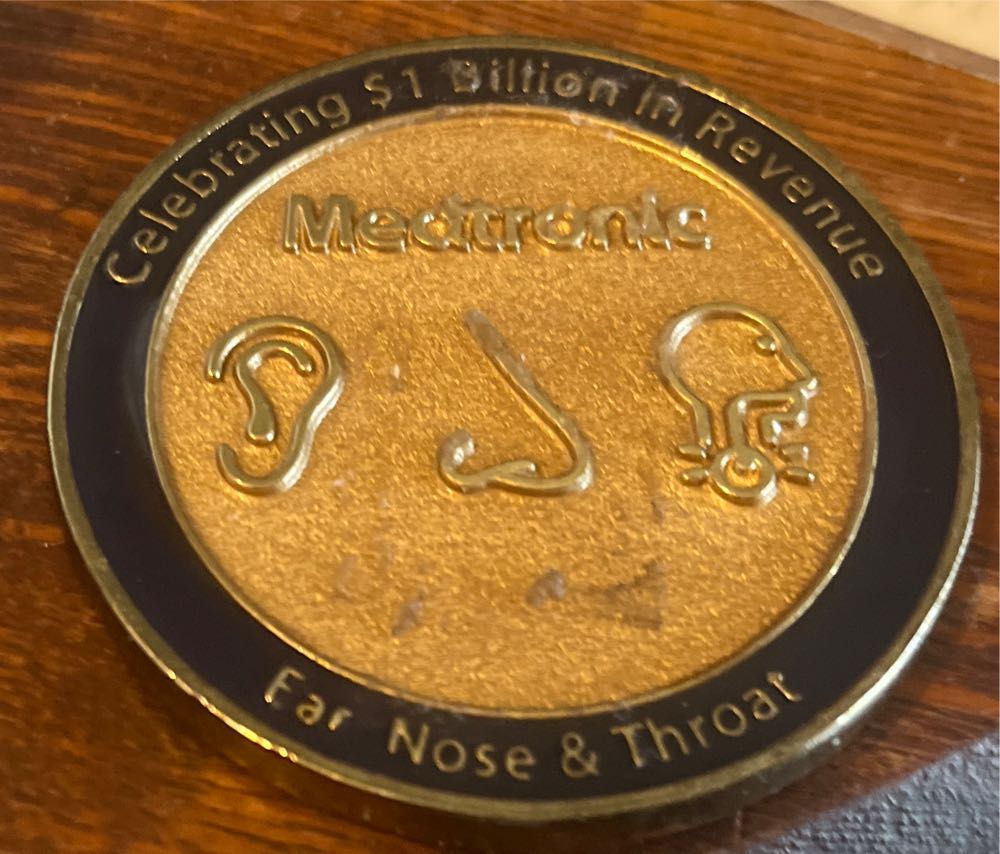 Celebrating $1 Billion in Revenue
Medtronic
Ear Nose & Throat